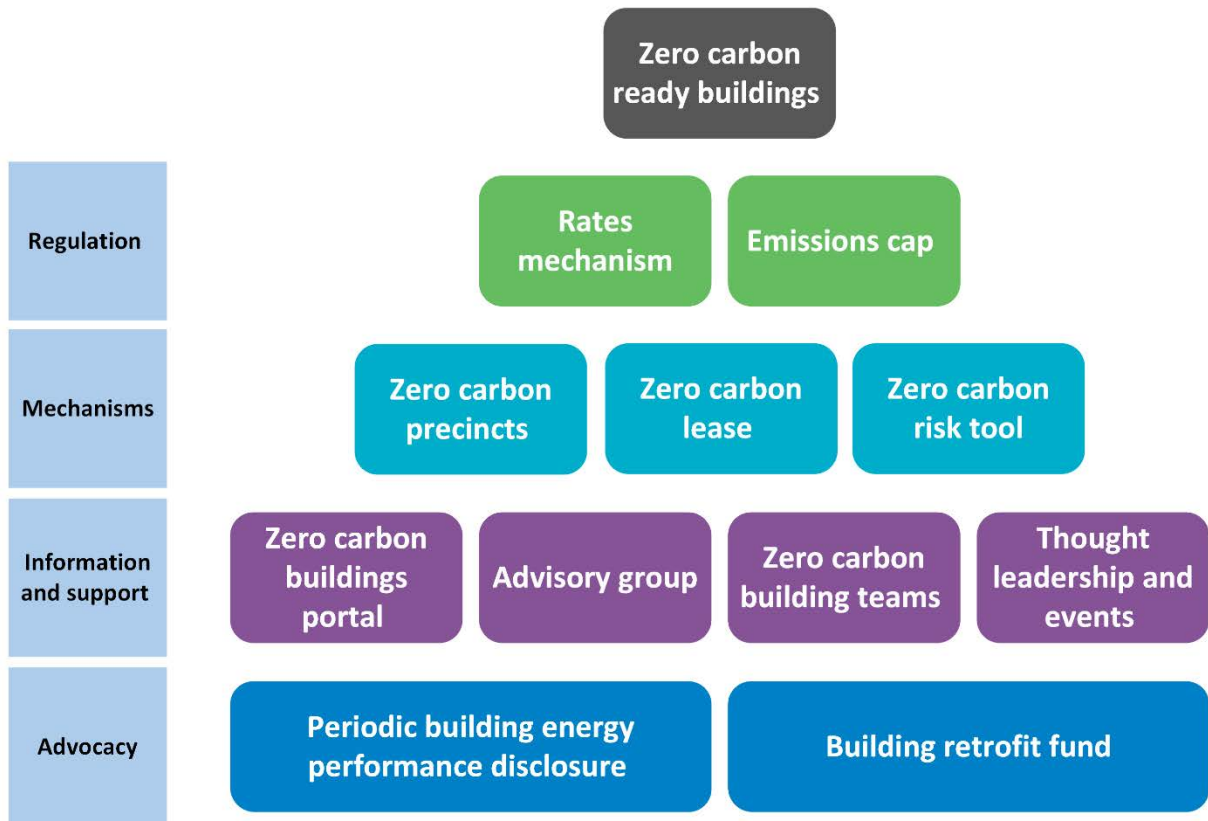 Zero carbon
ready buildings
Regulation
Rates
mechanism
Emissions cap
Mechanisms
Zero carbon
precincts
Zero carbon
lease
Zero carbon
risk tool
Information
and support
Zero carbon
buildings
portal
Advisory group
Zero carbon
building teams
Thought
leadership and
events
Advocacy
Periodic building energy
performance disclosure
Building retrofit fund